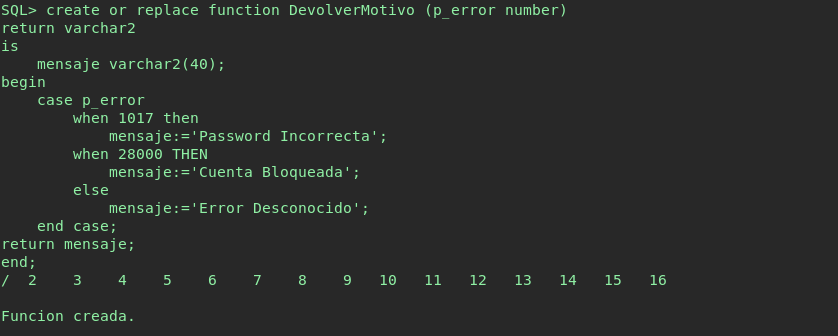 SQL> create or replace function DevolverMotivo (p_error number)
return varchar2
is
    mensaje varchar2(40);
begin
    case p_error
        when 1017 then
            mensaje:='Password Incorrecta';
        when 28000 THEN
            mensaje:='Cuenta Bloqueada';
        else
            mensaje:='Error Desconocido';
    end case;
return mensaje;
end;
/  2    3    4    5    6    7    8    9   10   11   12   13   14   15   16

Funcion creada.